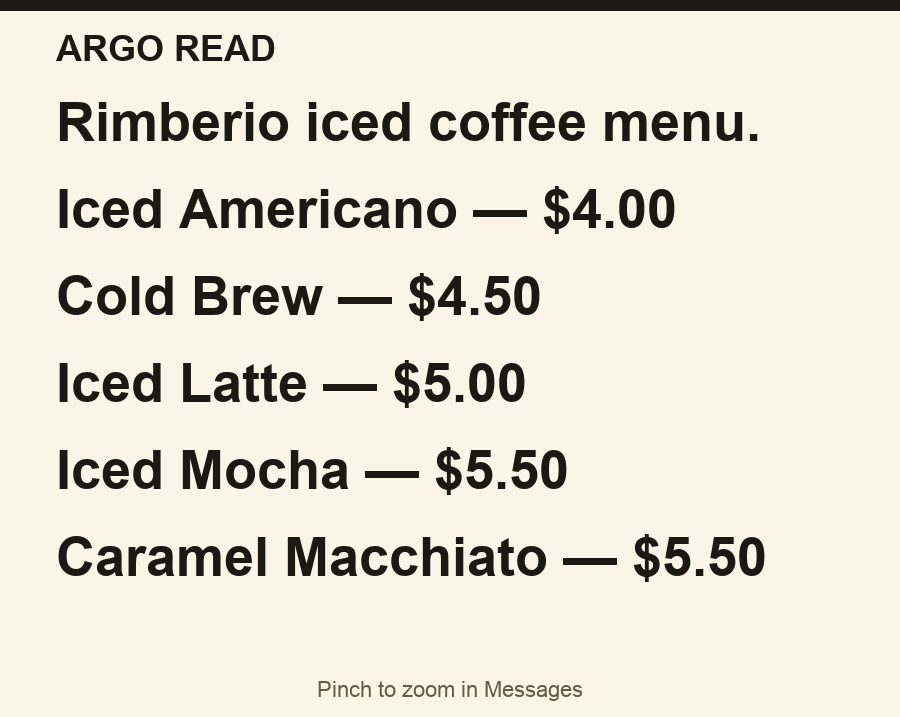 ARGO READ
Rimberio iced coffee menu.
Iced Americano — $4.00
Cold Brew — $4.50
Iced Latte — $5.00
Iced Mocha — $5.50
Caramel Macchiato — $5.50
Pinch to zoom in Messages